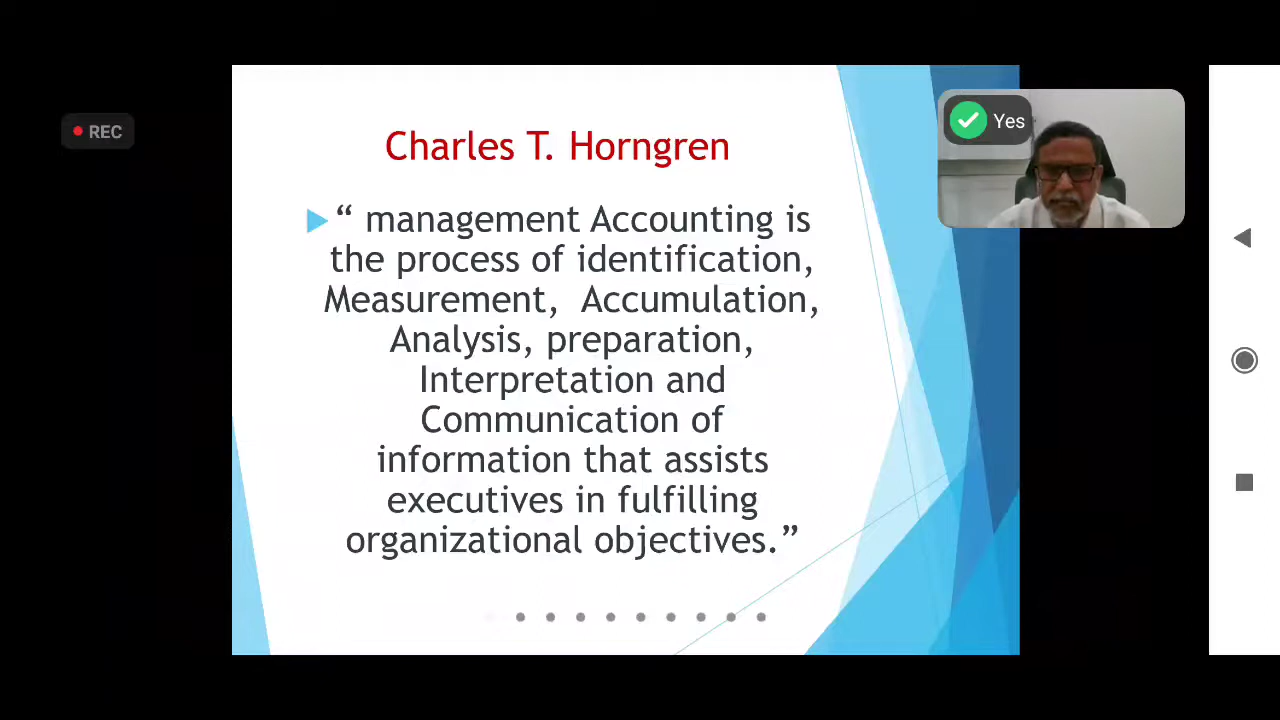 REC
Yes
Charles T. Horngren
“ management Accounting is
the process of identification,
Measurement,  Accumulation,
Analysis, preparation,
Interpretation and
Communication of
information that assists
executives in fulfilling
organizational objectives.”